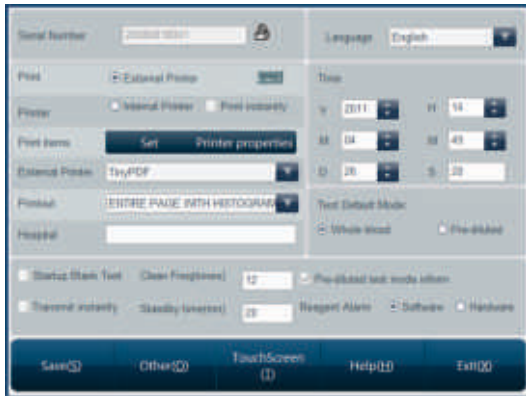 Serial Number
Language English
Print External Printer
Time
Printer Internal Printer Print instantly
Y 2011 H 14
Print items Set Printer properties
M 04 M 49
External Printer TinyPDF
D 26 S 20
Printout ENTIRE PAGE (WITH HISTOGRAM
Test Default Mode
Hospital
Whole blood Pre-diluted
Startup Blank Test Clean Freq(times) 12 Pre-diluted test mode inform
Transmit instantly Standby time(min) 20 Reagent Alarm Software Hardware
Save(S) Other(O) TouchScreen (I) Help(H) Exit(X)